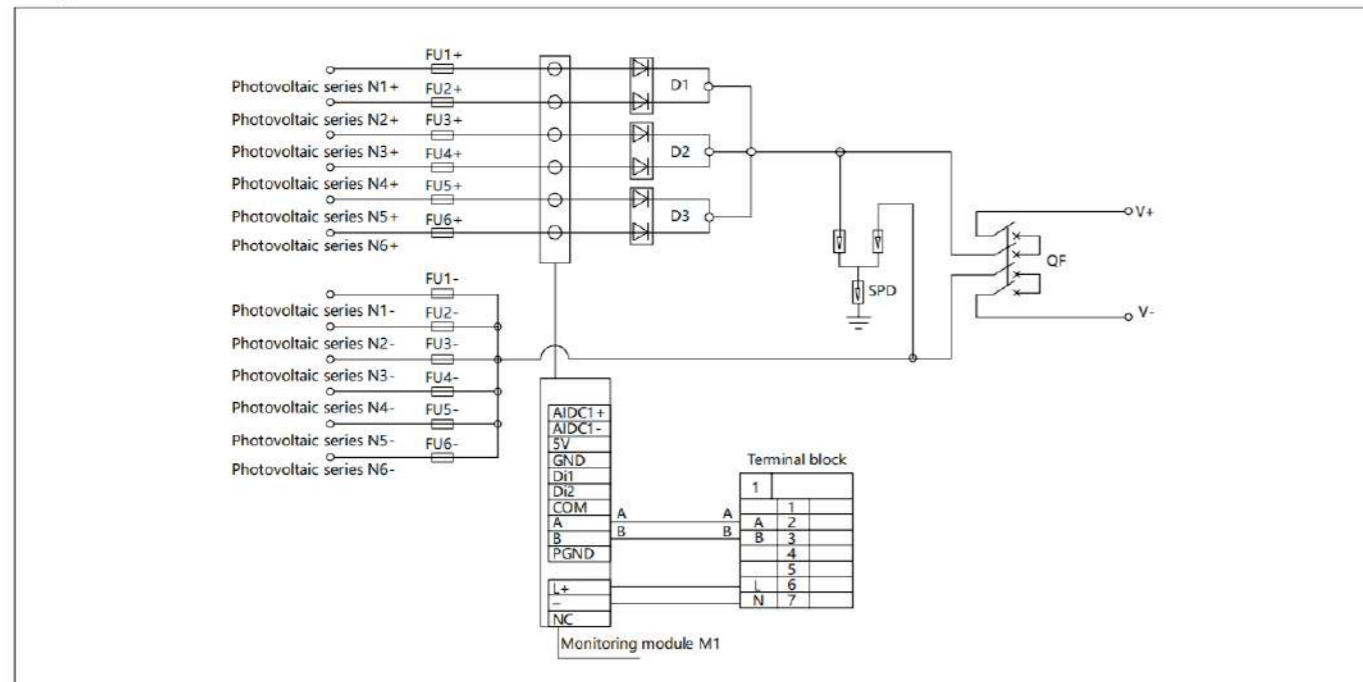 FU1+
Photovoltaic series N1+ FU2+
Photovoltaic series N2+ FU3+
Photovoltaic series N3+ FU4+
Photovoltaic series N4+ FU5+
Photovoltaic series N5+ FU6+
Photovoltaic series N6+
D1
D2
D3
V+
QF
V-
SPD
FU1-
Photovoltaic series N1- FU2-
Photovoltaic series N2- FU3-
Photovoltaic series N3- FU4-
Photovoltaic series N4- FU5-
Photovoltaic series N5- FU6-
Photovoltaic series N6-
AIDC1+
AIDC1-
5V
GND
Di1
Di2
COM
A
B
PGND
L+
–
NC
Monitoring module M1
A A
B B
Terminal block
1
1
A 2
B 3
4
5
L 6
N 7